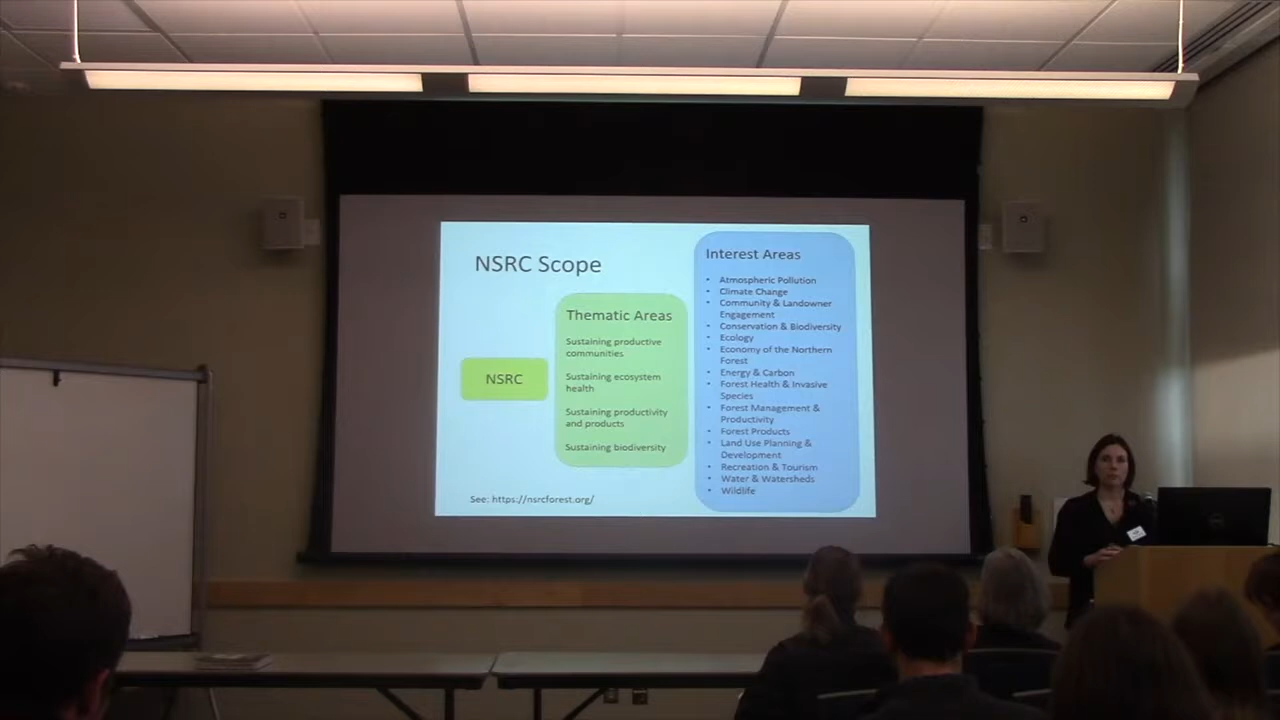 NSRC Scope
NSRC
Thematic Areas
Sustaining productive
communities
Sustaining ecosystem
health
Sustaining productivity
and products
Sustaining biodiversity
Interest Areas
• Atmospheric Pollution
• Climate Change
• Community & Landowner
Engagement
• Conservation & Biodiversity
• Ecology
• Economy of the Northern
Forest
• Energy & Carbon
• Forest Health & Invasive
Species
• Forest Management &
Productivity
• Forest Products
• Land Use Planning &
Development
• Recreation & Tourism
• Water & Watersheds
• Wildlife
See: https://nsrcforest.org/